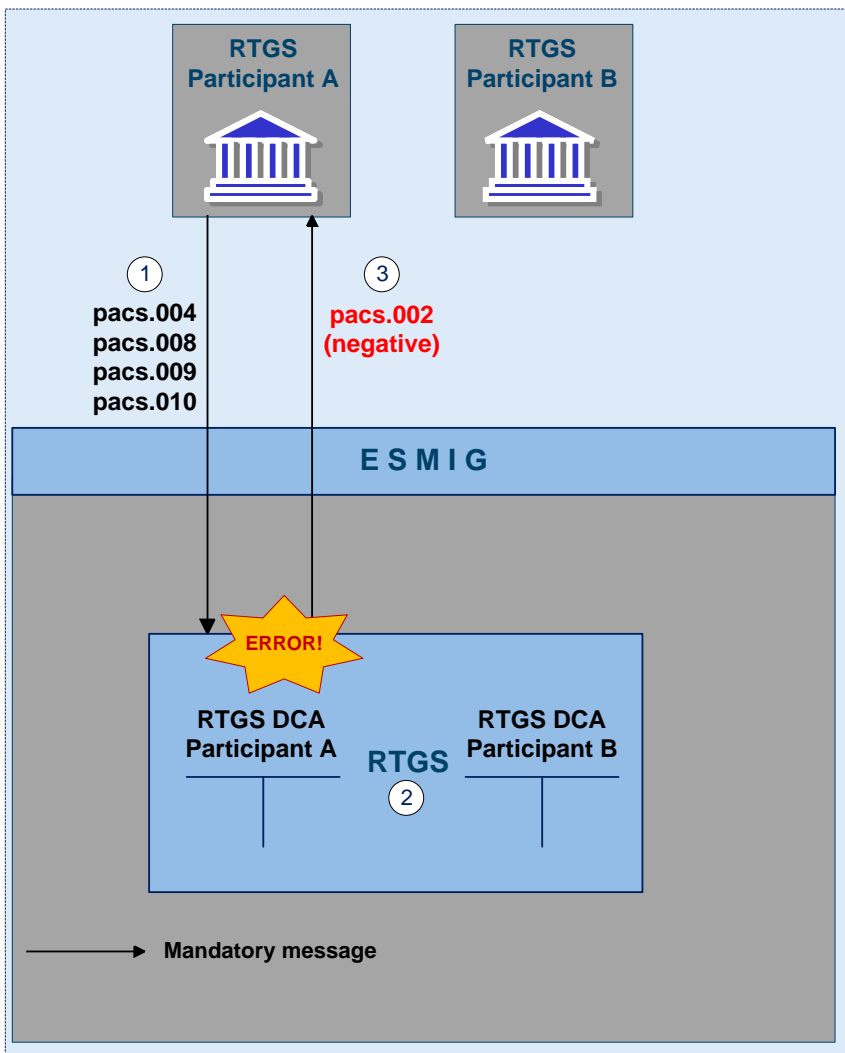 RTGS
Participant A
RTGS
Participant B
1
pacs.004
pacs.008
pacs.009
pacs.010
3
pacs.002
(negative)
E S M I G
ERROR!
RTGS DCA
Participant A
RTGS
2
RTGS DCA
Participant B
Mandatory message